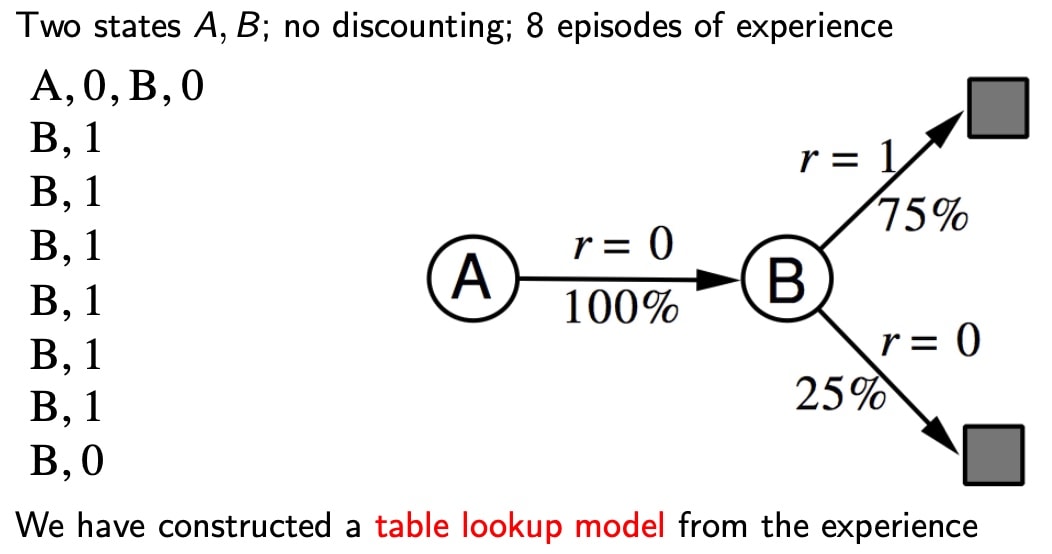 Two states A, B; no discounting; 8 episodes of experience
A, 0, B, 0
B, 1
B, 1
B, 1
B, 1
B, 1
B, 1
B, 0
r = 1
75%
A
r = 0
100%
B
r = 0
25%
We have constructed a table lookup model from the experience